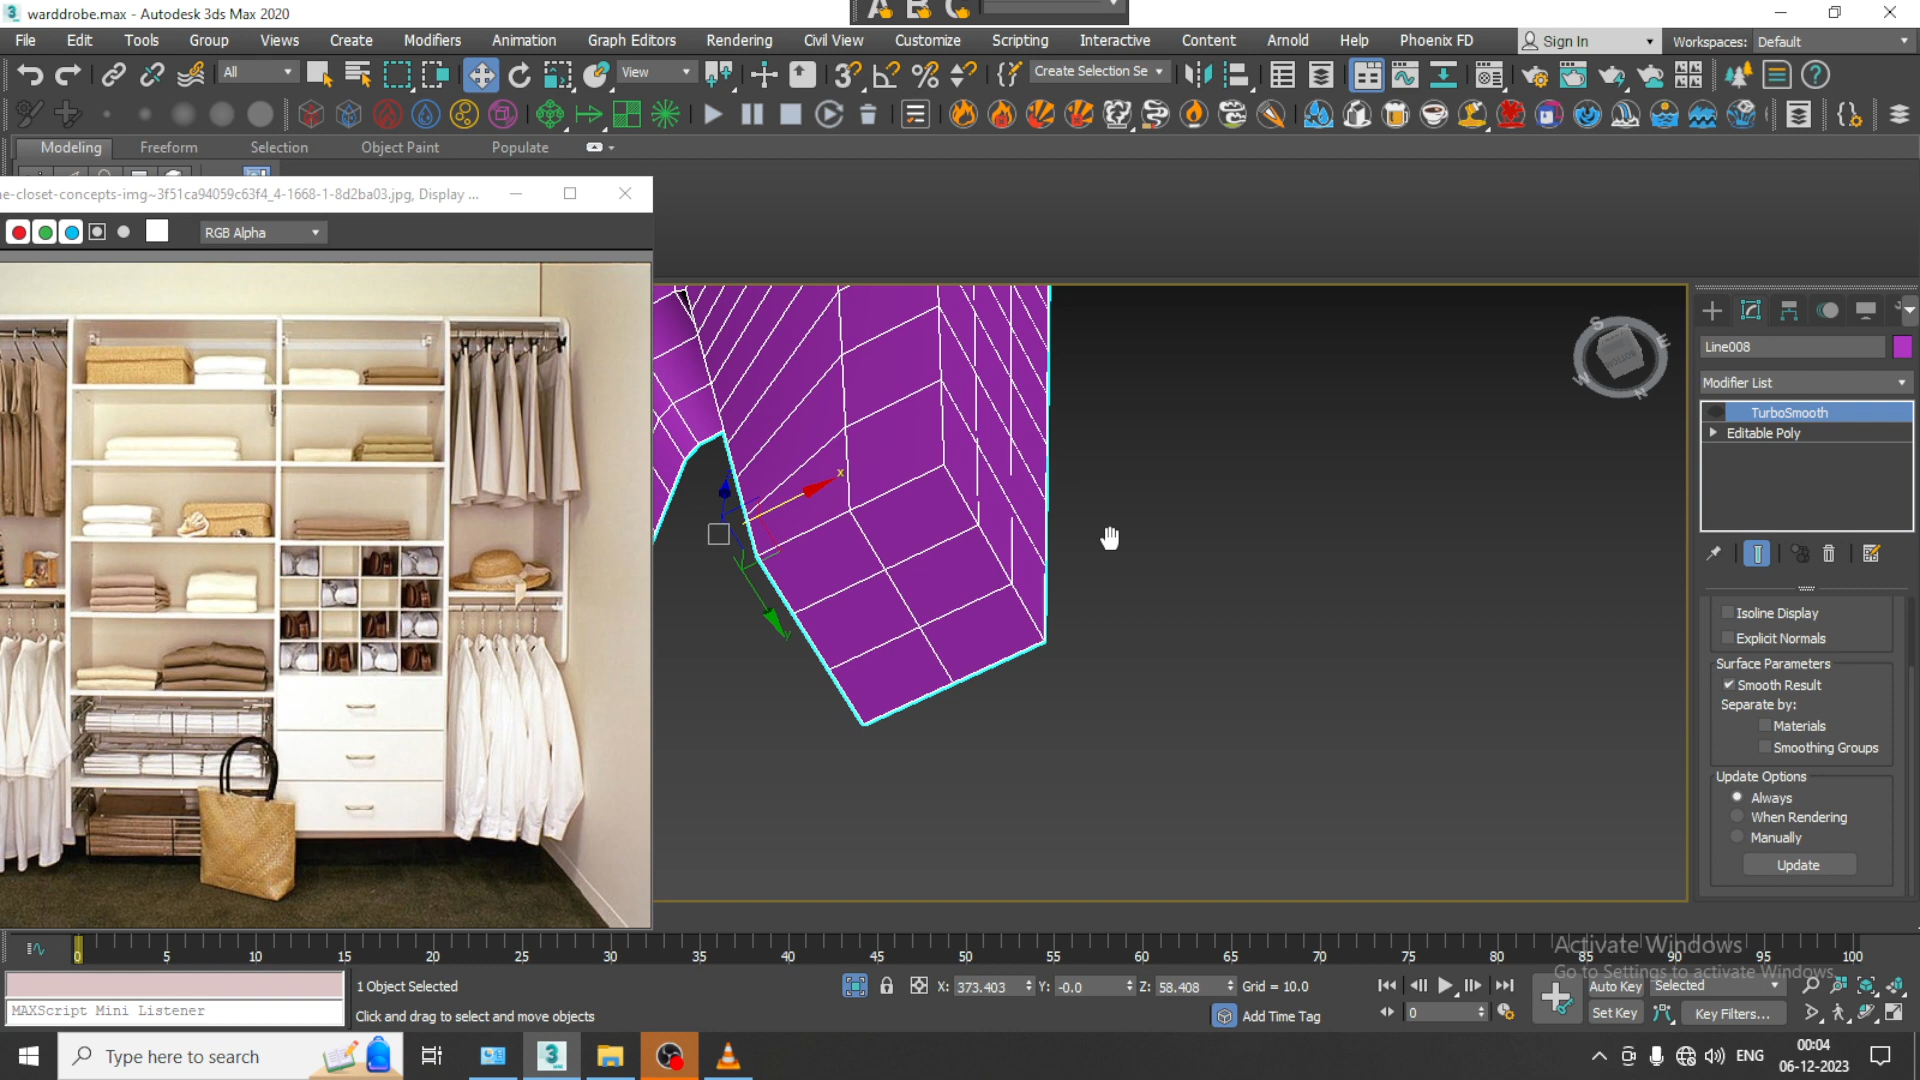 warddrobe.max - Autodesk 3ds Max 2020
File Edit Tools Group Views Create Modifiers Animation Graph Editors Rendering Civil View Customize Scripting Interactive Content Arnold Help Phoenix FD Sign In Workspaces: Default
All View Create Selection Se
Modeling Freeform Selection Object Paint Populate
e-closet-concepts-img~3f51ca94059c63f4_4-1668-1-8d2ba03.jpg, Display ...
RGB Alpha
x
y
S E W N
BOTTOM
Line008
Modifier List
TurboSmooth
Editable Poly
Isoline Display
Explicit Normals
Surface Parameters
Smooth Result
Separate by:
Materials
Smoothing Groups
Update Options
Always
When Rendering
Manually
Update
0 5 10 15 20 25 30 35 40 45 50 55 60 65 70 75 80 85 90 95 100
Activate Windows
Go to Settings to activate Windows.
1 Object Selected
X: 373.403 Y: -0.0 Z: 58.408 Grid = 10.0
Auto Key Selected
MAXScript Mini Listener
Click and drag to select and move objects
Add Time Tag
0
Set Key Key Filters...
Type here to search
ENG
00:04
06-12-2023